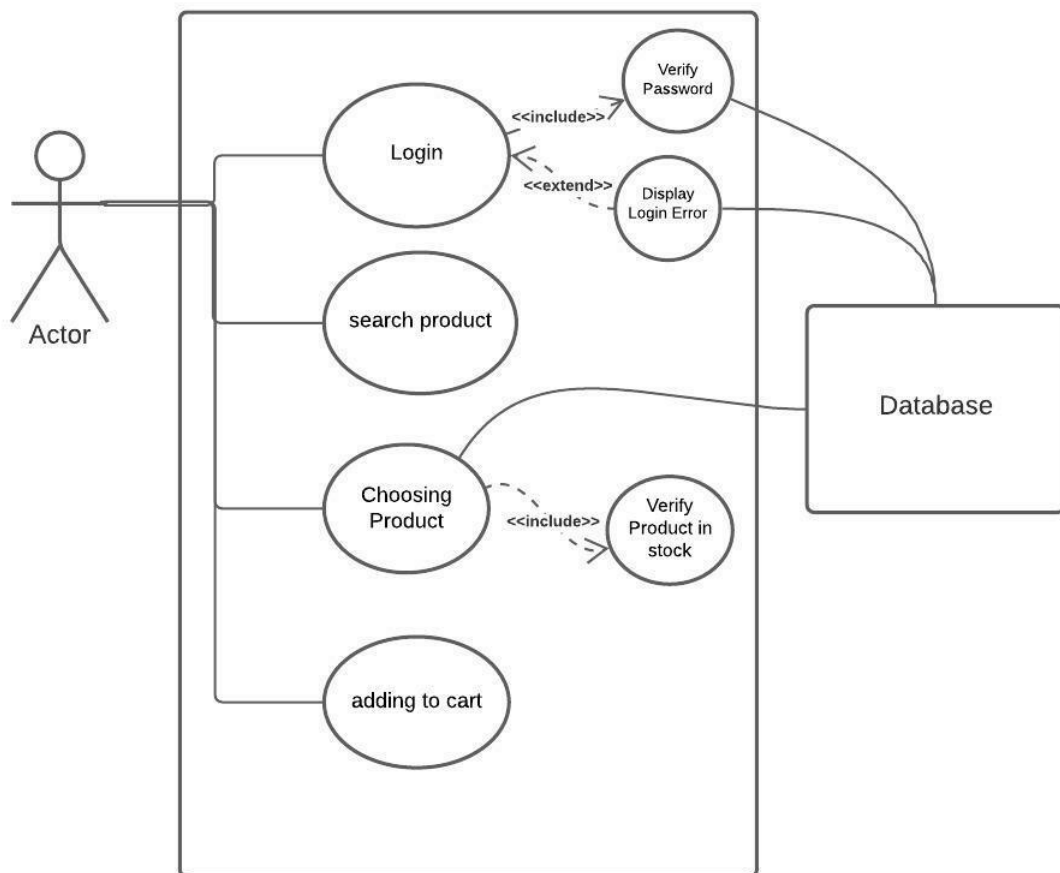 Verify
Password
<<include>>
Login
<<extend>>
Display
Login Error
search product
Actor
Database
Choosing
Product
<<include>>
Verify
Product in
stock
adding to cart